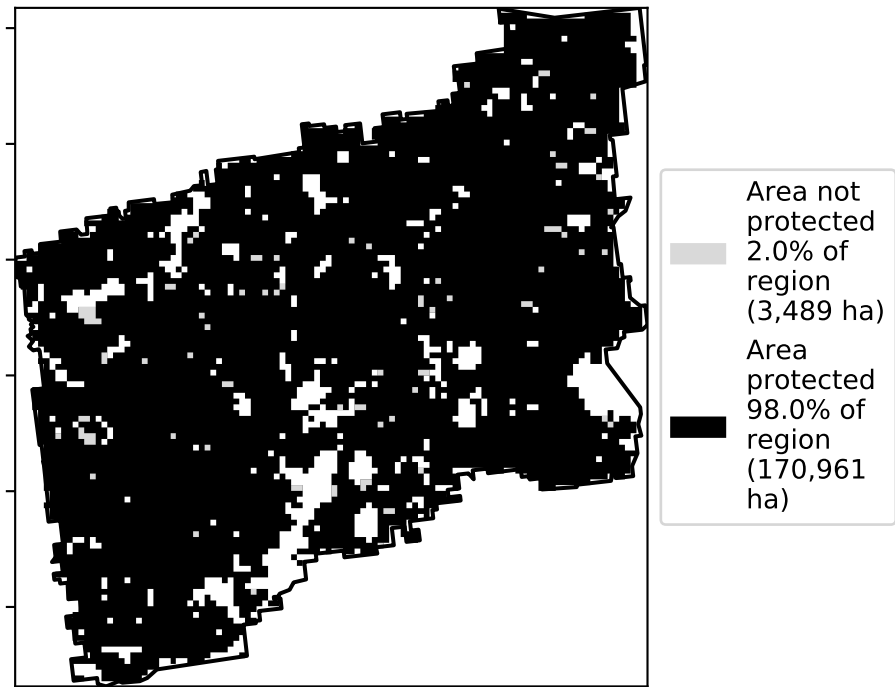 Area not
protected
2.0% of
region
(3,489 ha)
Area
protected
98.0% of
region
(170,961
ha)